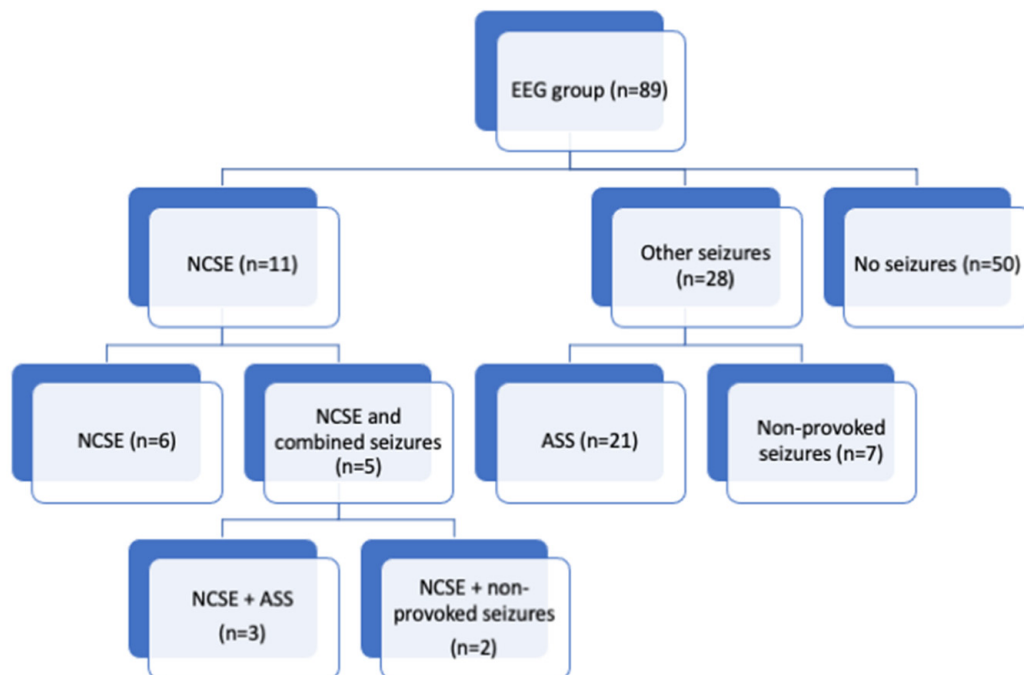 EEG group (n=89)
NCSE (n=11)
Other seizures
(n=28)
No seizures (n=50)
NCSE (n=6)
NCSE and
combined seizures
(n=5)
ASS (n=21)
Non-provoked
seizures (n=7)
NCSE + ASS
(n=3)
NCSE + non-
provoked seizures
(n=2)